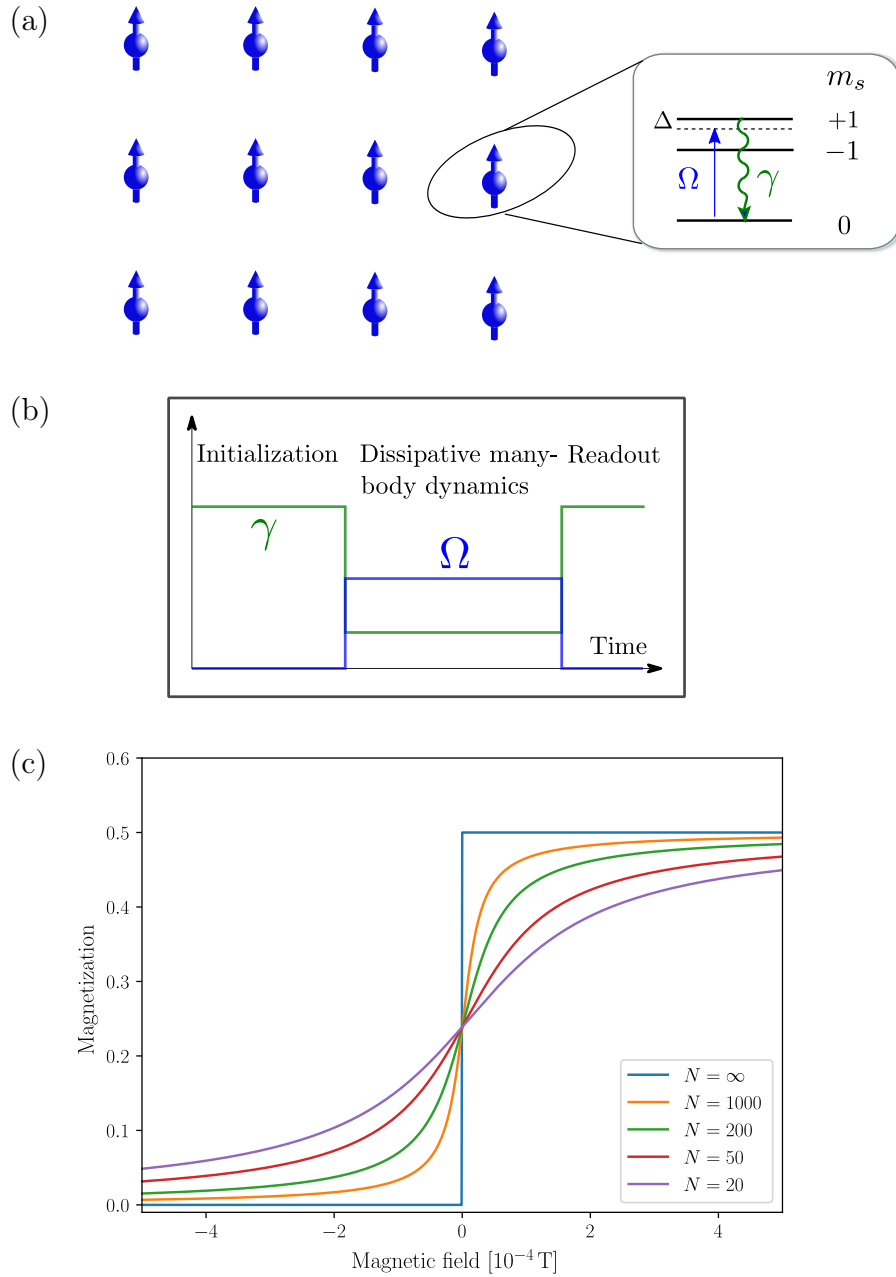 (a)
m_s
Δ
+1
−1
Ω
γ
0
(b)
Initialization
Dissipative many-
body dynamics
Readout
γ
Ω
Time
(c)
0.6
0.5
0.4
0.3
0.2
0.1
0.0
Magnetization
−4
−2
0
2
4
Magnetic field [10⁻⁴ T]
N = ∞
N = 1000
N = 200
N = 50
N = 20